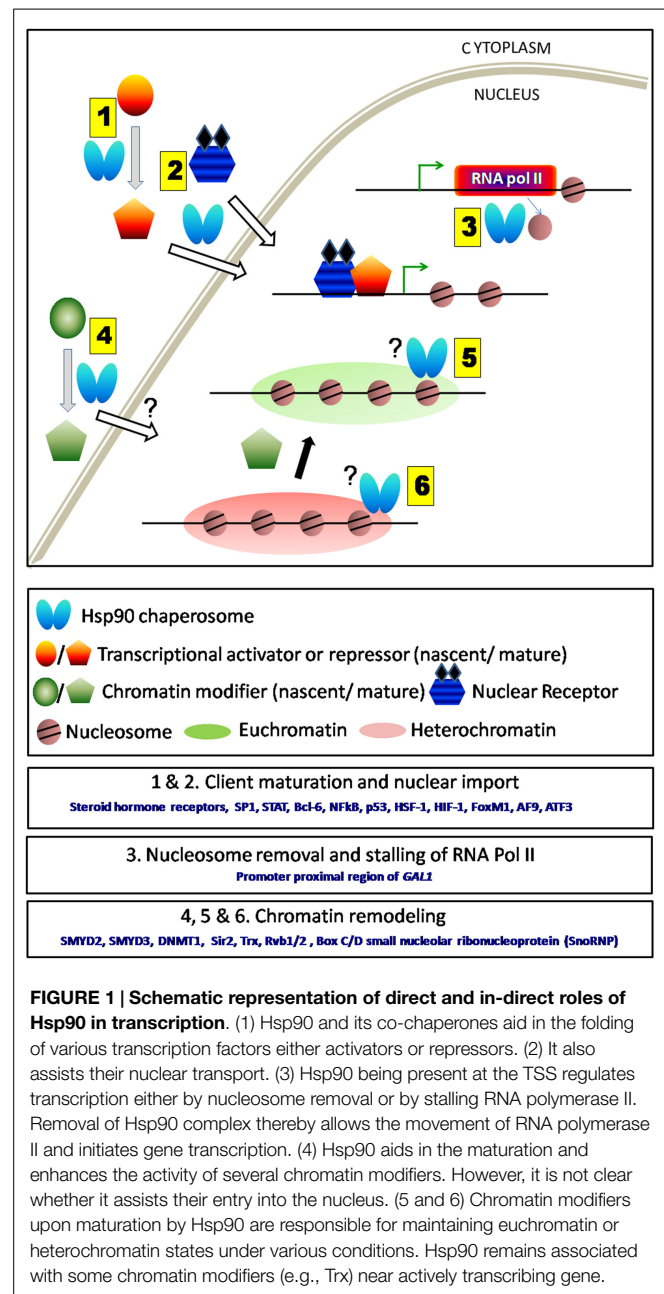 CYTOPLASM
NUCLEUS
1
2
RNA pol II
3
4
?
?
5
?
6
Hsp90 chaperosome
Transcriptional activator or repressor (nascent/ mature)
Chromatin modifier (nascent/ mature) Nuclear Receptor
Nucleosome Euchromatin Heterochromatin
1 & 2. Client maturation and nuclear import
Steroid hormone receptors, SP1, STAT, Bcl-6, NFkB, p53, HSF-1, HIF-1, FoxM1, AF9, ATF3
3. Nucleosome removal and stalling of RNA Pol II
Promoter proximal region of GAL1
4, 5 & 6. Chromatin remodeling
SMYD2, SMYD3, DNMT1, Sir2, Trx, Rvb1/2 , Box C/D small nucleolar ribonucleoprotein (SnoRNP)
FIGURE 1 | Schematic representation of direct and in-direct roles of
Hsp90 in transcription. (1) Hsp90 and its co-chaperones aid in the folding
of various transcription factors either activators or repressors. (2) It also
assists their nuclear transport. (3) Hsp90 being present at the TSS regulates
transcription either by nucleosome removal or by stalling RNA polymerase II.
Removal of Hsp90 complex thereby allows the movement of RNA polymerase
II and initiates gene transcription. (4) Hsp90 aids in the maturation and
enhances the activity of several chromatin modifiers. However, it is not clear
whether it assists their entry into the nucleus. (5 and 6) Chromatin modifiers
upon maturation by Hsp90 are responsible for maintaining euchromatin or
heterochromatin states under various conditions. Hsp90 remains associated
with some chromatin modifiers (e.g., Trx) near actively transcribing gene.